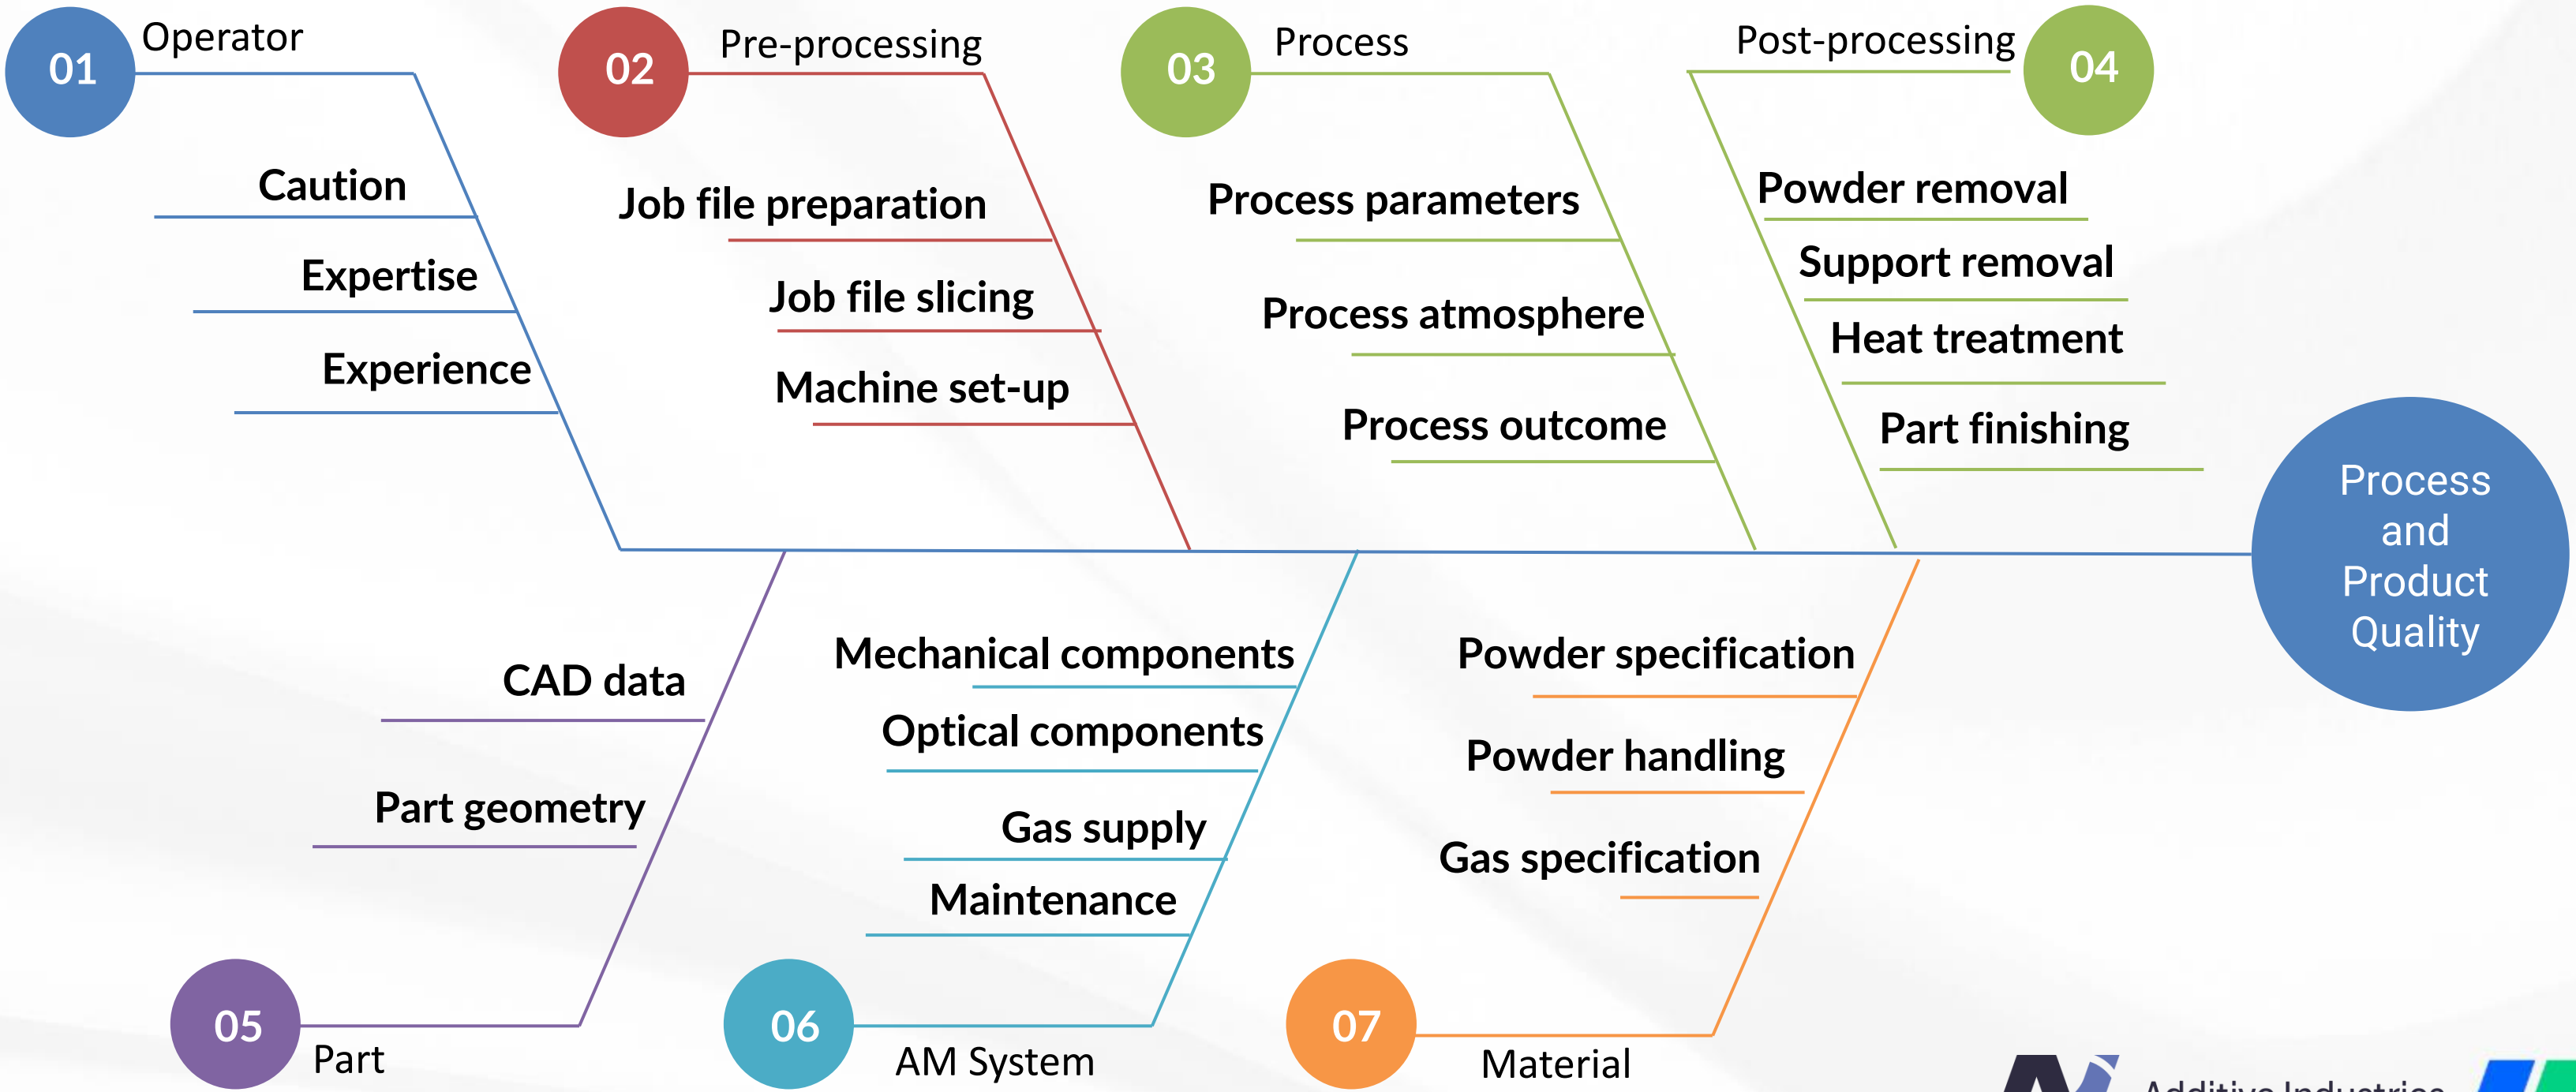 01
Operator
Caution
Expertise
Experience
02
Pre-processing
Job file preparation
Job file slicing
Machine set-up
03
Process
Process parameters
Process atmosphere
Process outcome
Post-processing
04
Powder removal
Support removal
Heat treatment
Part finishing
Process
and
Product
Quality
CAD data
Part geometry
05
Part
Mechanical components
Optical components
Gas supply
Maintenance
06
AM System
Powder specification
Powder handling
Gas specification
07
Material
Additive Industries